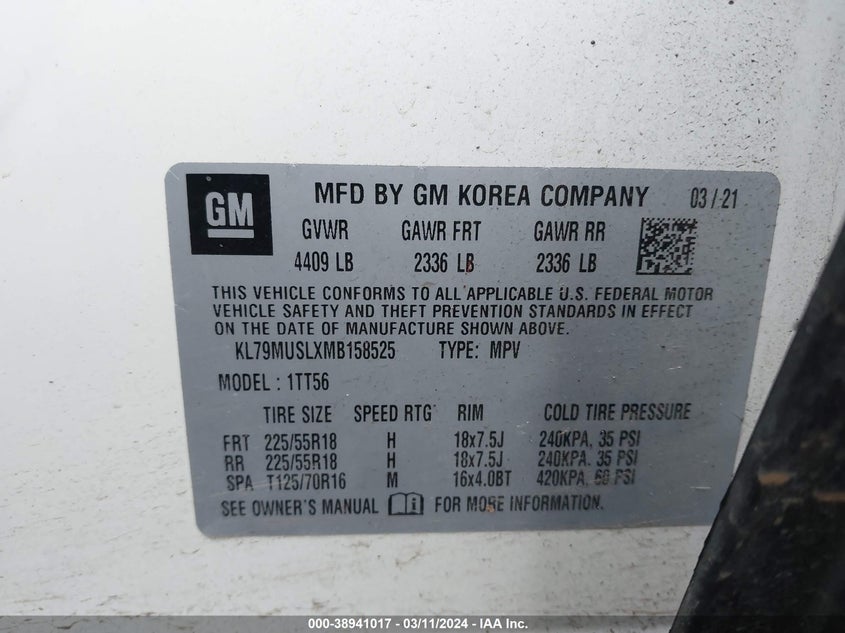 GM MFD BY GM KOREA COMPANY 03/21
GVWR GAWR FRT GAWR RR
4409 LB 2336 LB 2336 LB
THIS VEHICLE CONFORMS TO ALL APPLICABLE U.S. FEDERAL MOTOR
VEHICLE SAFETY AND THEFT PREVENTION STANDARDS IN EFFECT
ON THE DATE OF MANUFACTURE SHOWN ABOVE.
KL79MUSLXMB158525 TYPE: MPV
MODEL : 1TT56
TIRE SIZE SPEED RTG RIM COLD TIRE PRESSURE
FRT 225/55R18 H 18x7.5J 240KPA, 35 PSI
RR 225/55R18 H 18x7.5J 240KPA, 35 PSI
SPA T125/70R16 M 16x4.0BT 420KPA, 60 PSI
SEE OWNER'S MANUAL i FOR MORE INFORMATION.
000-38941017 - 03/11/2024 - IAA Inc.